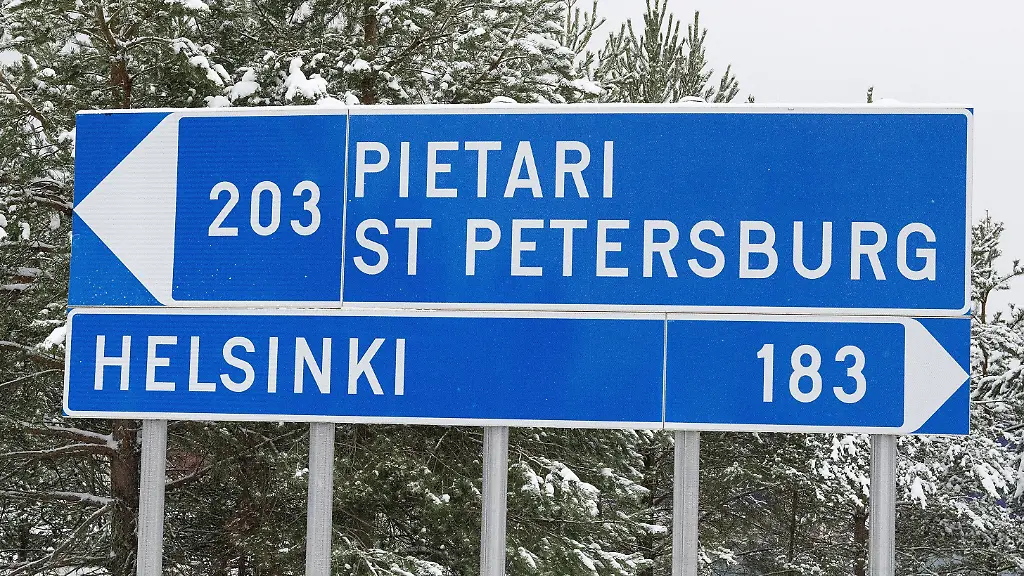 203 PIETARI
ST PETERSBURG
HELSINKI 183